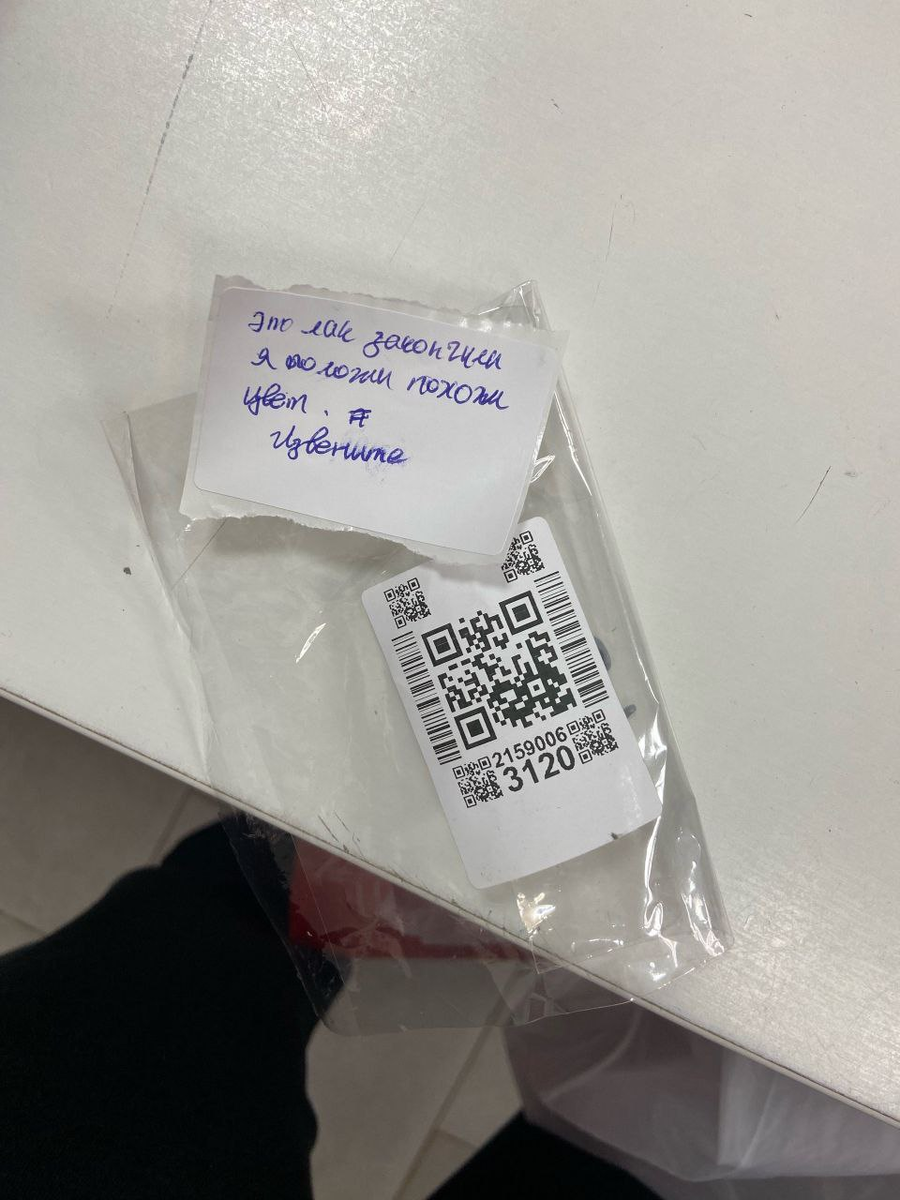 Это лак закончили
я положи похожи
цвет.
Извените
2159006
3120